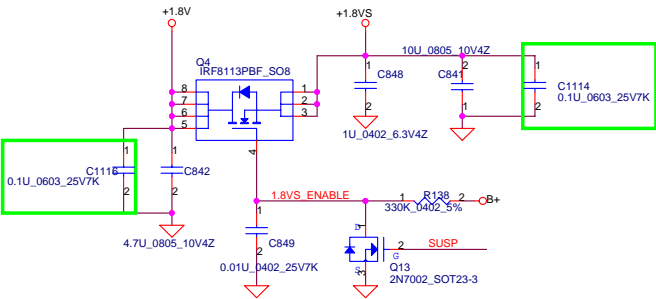 +1.8V
+1.8VS
Q4
IRF8113PBF_SO8
10U_0805_10V4Z
8
7
6
5
1
2
3
4
1
2
C848
1U_0402_6.3V4Z
2
1
C841
1
2
C1114
0.1U_0603_25V7K
1
2
C1116
0.1U_0603_25V7K
1
2
C842
4.7U_0805_10V4Z
1.8VS_ENABLE
1
R138
2
B+
330K_0402_5%
1
2
C849
0.01U_0402_25V7K
D
1
2
G
SUSP
S
3
Q13
2N7002_SOT23-3